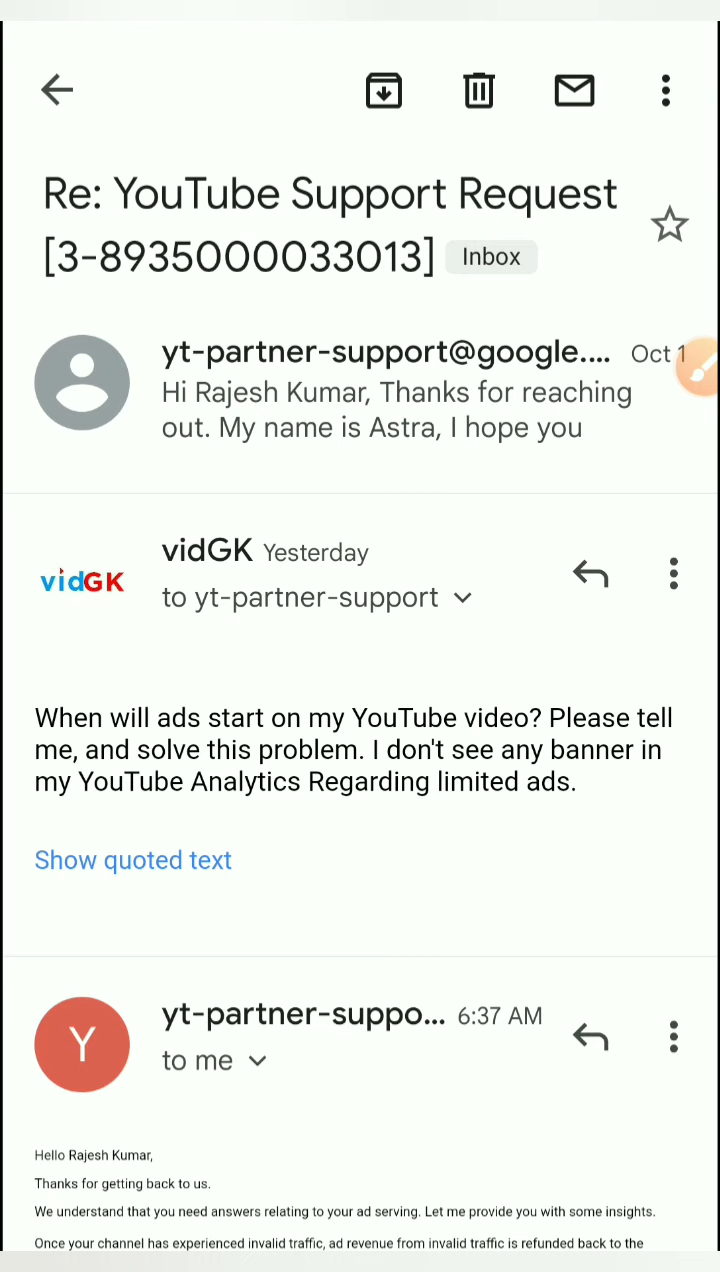 Re: YouTube Support Request
[3-8935000033013] Inbox
yt-partner-support@google.... Oct 1
Hi Rajesh Kumar, Thanks for reaching
out. My name is Astra, I hope you
vidGK
vidGK Yesterday
to yt-partner-support
When will ads start on my YouTube video? Please tell
me, and solve this problem. I don't see any banner in
my YouTube Analytics Regarding limited ads.
Show quoted text
Y
yt-partner-suppo... 6:37 AM
to me
Hello Rajesh Kumar,
Thanks for getting back to us.
We understand that you need answers relating to your ad serving. Let me provide you with some insights.
Once your channel has experienced invalid traffic, ad revenue from invalid traffic is refunded back to the